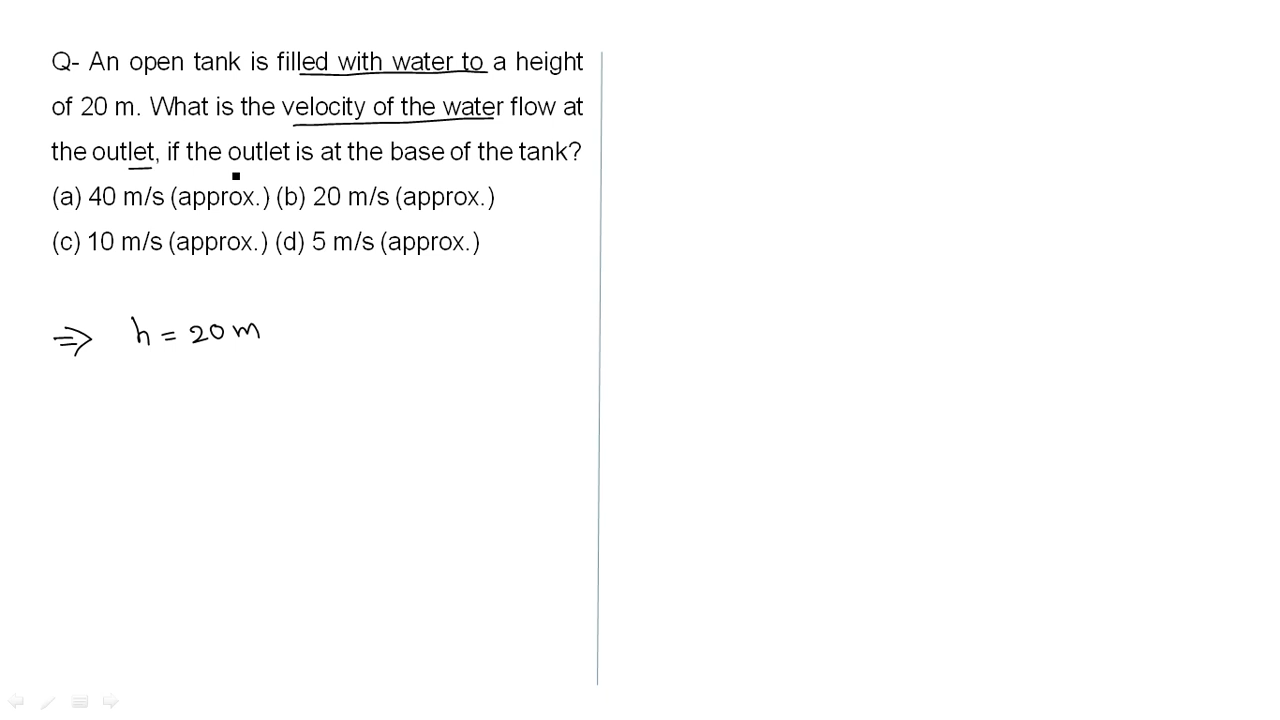 Q- An open tank is filled with water to a height
of 20 m. What is the velocity of the water flow at
the outlet, if the outlet is at the base of the tank?
(a) 40 m/s (approx.) (b) 20 m/s (approx.)
(c) 10 m/s (approx.) (d) 5 m/s (approx.)
⇒ h = 20 m